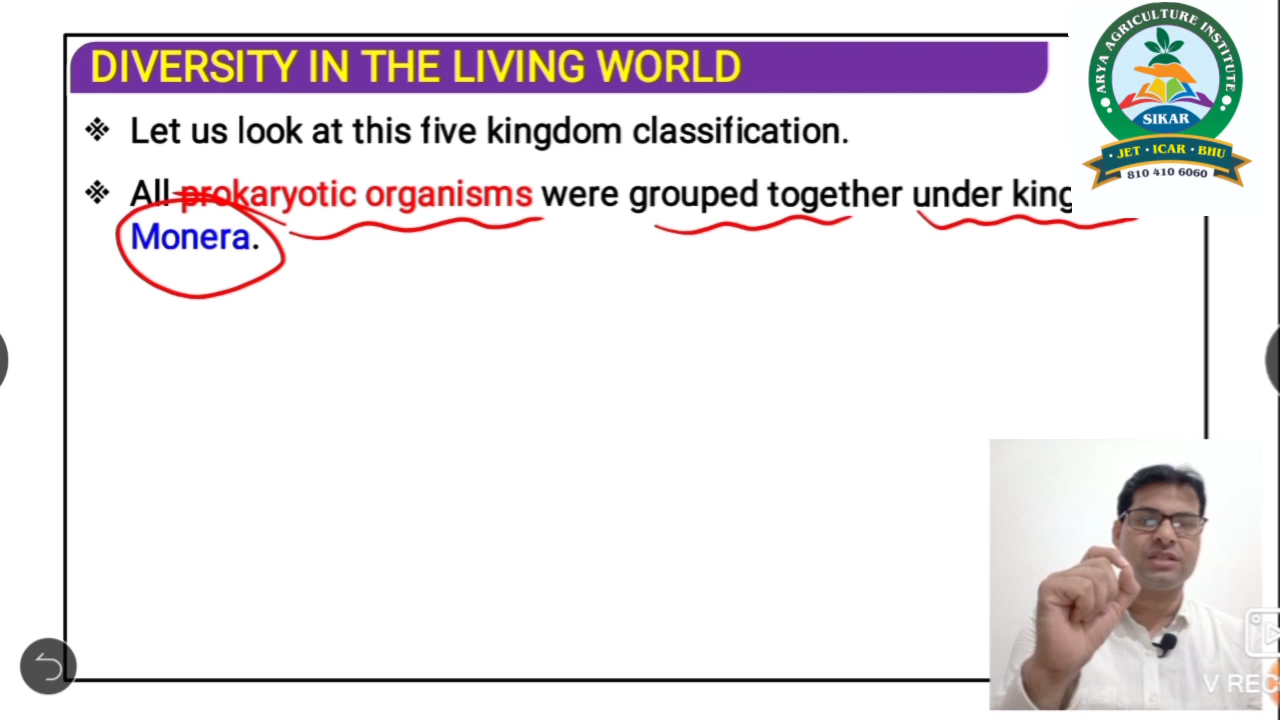 DIVERSITY IN THE LIVING WORLD
❖ Let us look at this five kingdom classification.
❖ All prokaryotic organisms were grouped together under king
Monera.
ARYA AGRICULTURE INSTITUTE
SIKAR
· JET · ICAR · BHU
810 410 6060
V REC